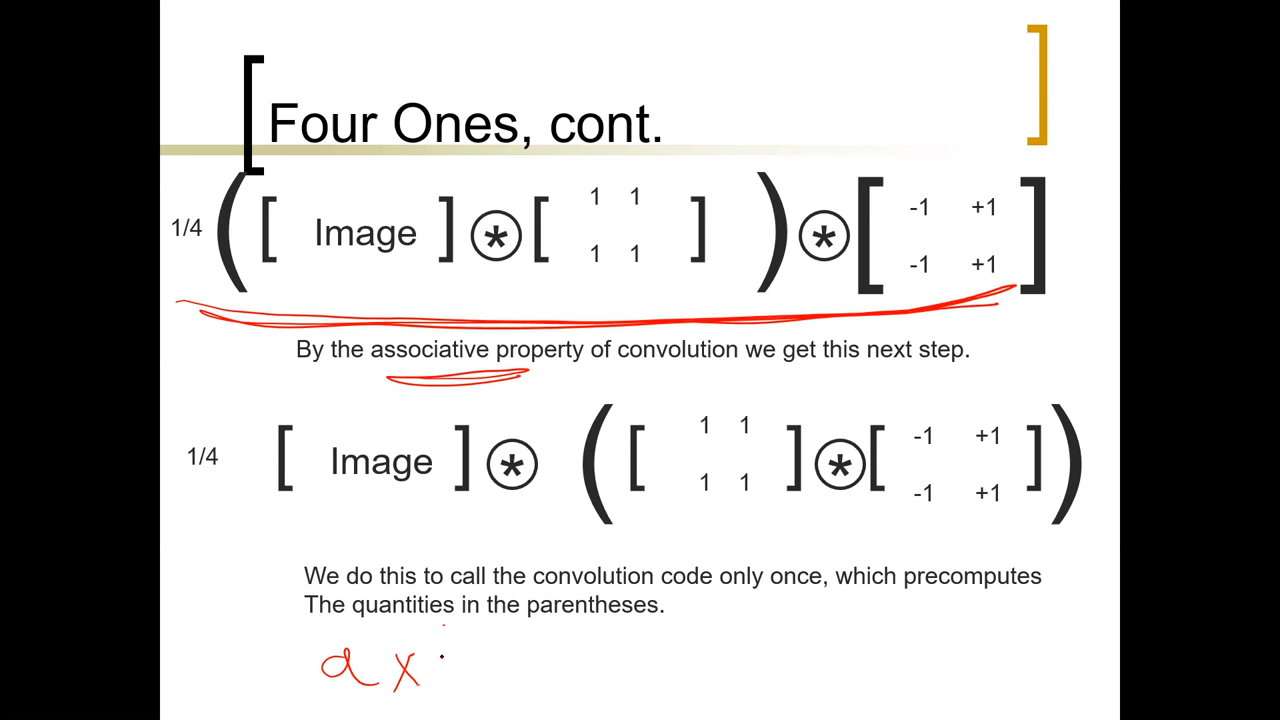 Four Ones, cont.
1/4 ( [ Image ] ⊛ [ 1 1
1 1 ] ) ⊛ [ -1 +1
-1 +1 ]
By the associative property of convolution we get this next step.
1/4 [ Image ] ⊛ ( [ 1 1
1 1 ] ⊛ [ -1 +1
-1 +1 ] )
We do this to call the convolution code only once, which precomputes
The quantities in the parentheses.
a x